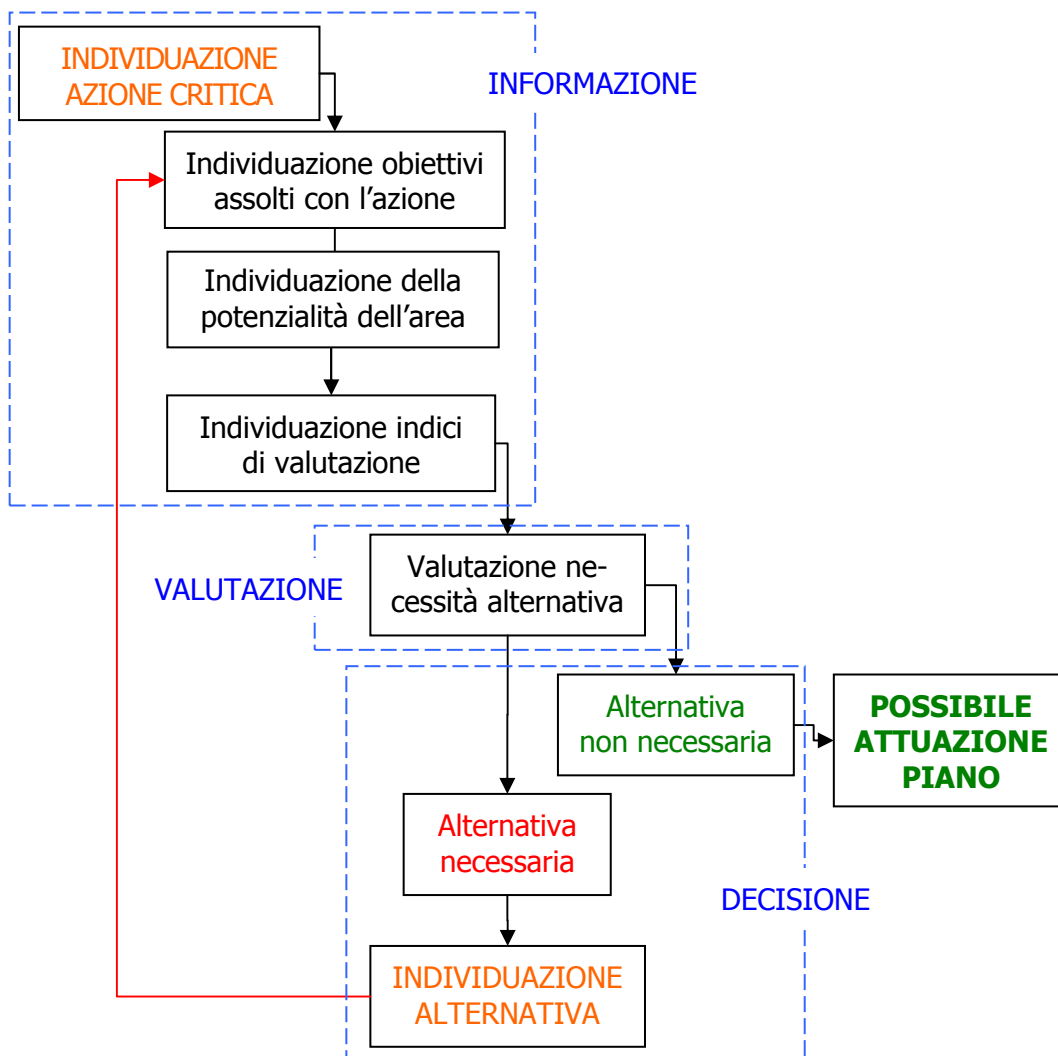 INDIVIDUAZIONE
AZIONE CRITICA
INFORMAZIONE
Individuazione obiettivi
assolti con l’azione
Individuazione della
potenzialità dell’area
Individuazione indici
di valutazione
VALUTAZIONE
Valutazione ne-
cessità alternativa
Alternativa
non necessaria
POSSIBILE
ATTUAZIONE
PIANO
Alternativa
necessaria
DECISIONE
INDIVIDUAZIONE
ALTERNATIVA